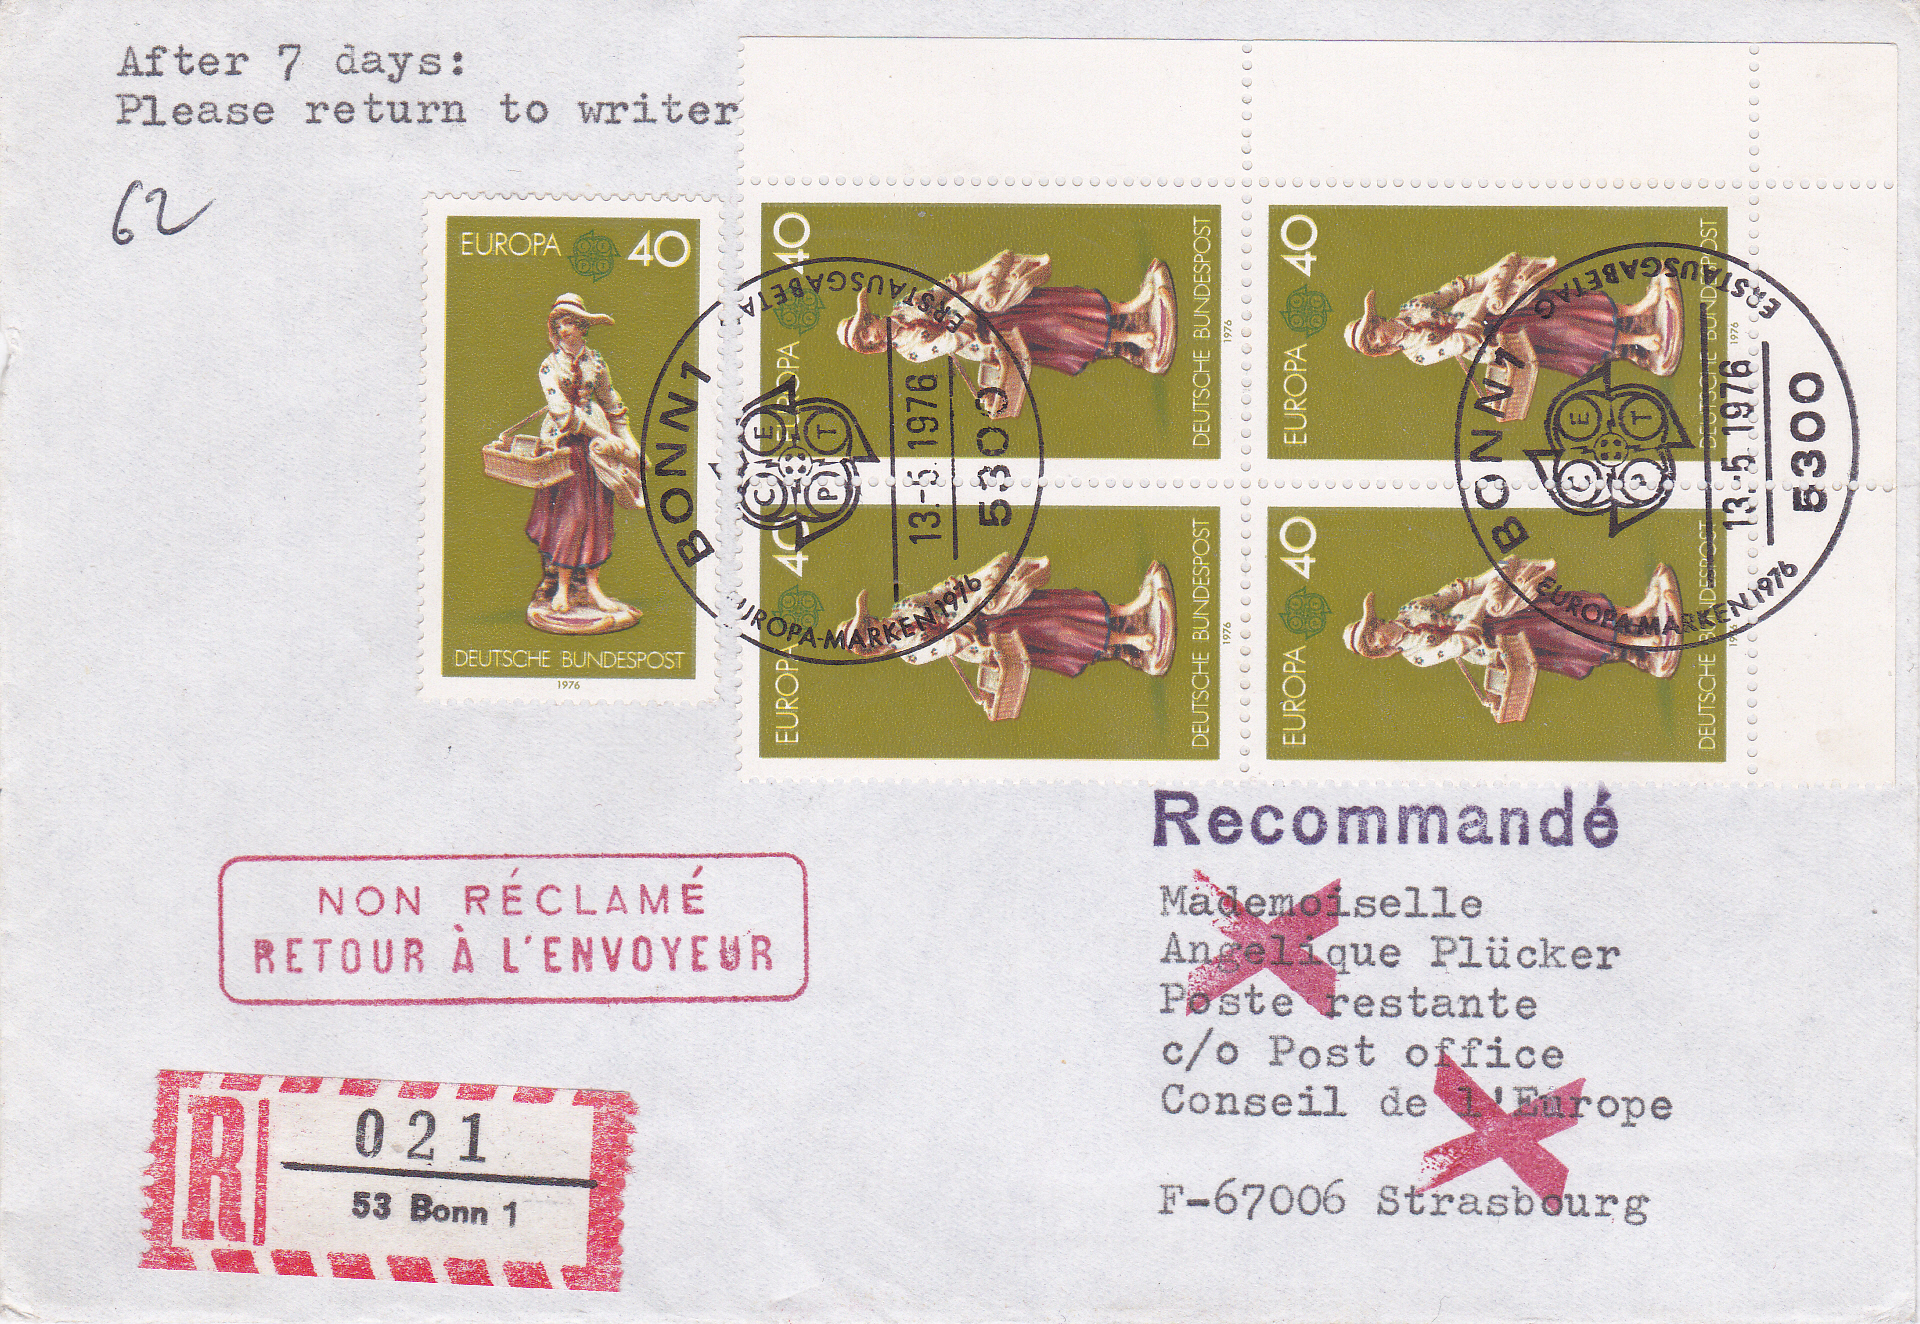 After 7 days:
Please return to writer
62
EUROPA 40
DEUTSCHE BUNDESPOST
1976
EUROPA 40
DEUTSCHE BUNDESPOST
1976
EUROPA 40
DEUTSCHE BUNDESPOST
1976
EUROPA 40
DEUTSCHE BUNDESPOST
1976
EUROPA 40
DEUTSCHE BUNDESPOST
1976
BONN 1
ERSTAUSGABETAG
CEPT
13.-5.1976
5300
EUROPA-MARKEN 1976
BONN 1
ERSTAUSGABETAG
CEPT
13.-5.1976
5300
EUROPA-MARKEN 1976
Recommandé
NON RÉCLAMÉ
RETOUR À L'ENVOYEUR
Mademoiselle
Angelique Plücker
Poste restante
c/o Post office
Conseil de l'Europe
F-67006 Strasbourg
R
021
53 Bonn 1